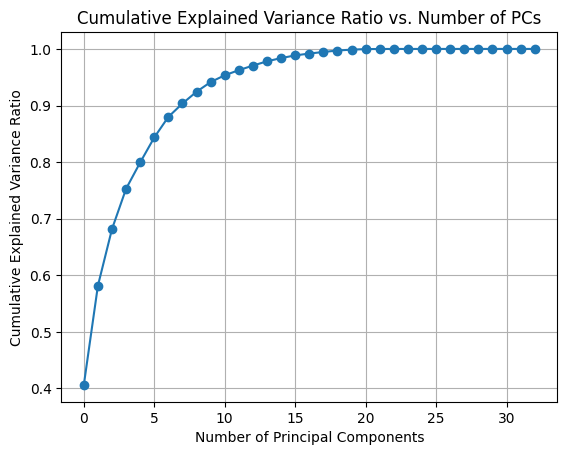 Cumulative Explained Variance Ratio vs. Number of PCs
Cumulative Explained Variance Ratio
1.0
0.9
0.8
0.7
0.6
0.5
0.4
0 5 10 15 20 25 30
Number of Principal Components